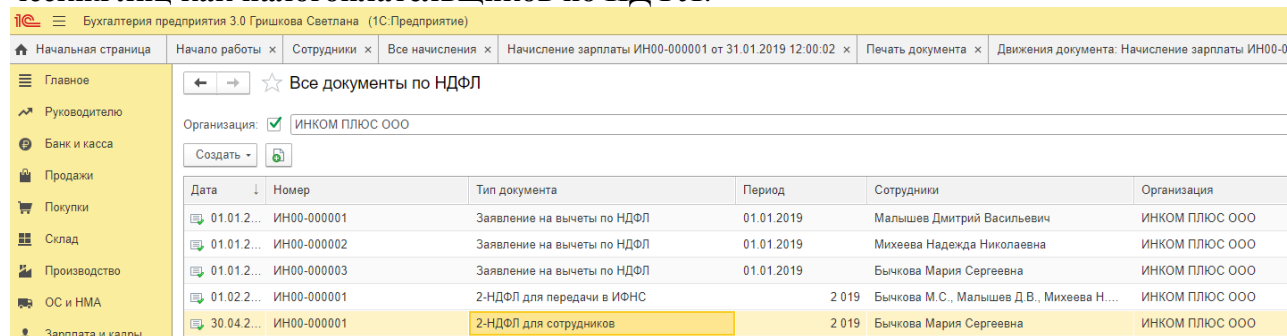 1С Бухгалтерия предприятия 3.0 Гришкова Светлана (1С:Предприятие)
Начальная страница Начало работы × Сотрудники × Все начисления × Начисление зарплаты ИН00-000001 от 31.01.2019 12:00:02 × Печать документа × Движения документа: Начисление зарплаты ИН00-0
Главное
Все документы по НДФЛ
Руководителю
Организация: ИНКОМ ПЛЮС ООО
Банк и касса
Создать
Продажи
Дата ↓ Номер Тип документа Период Сотрудники Организация
Покупки
01.01.2... ИН00-000001 Заявление на вычеты по НДФЛ 01.01.2019 Малышев Дмитрий Васильевич ИНКОМ ПЛЮС ООО
Склад
01.01.2... ИН00-000002 Заявление на вычеты по НДФЛ 01.01.2019 Михеева Надежда Николаевна ИНКОМ ПЛЮС ООО
Производство
01.01.2... ИН00-000003 Заявление на вычеты по НДФЛ 01.01.2019 Бычкова Мария Сергеевна ИНКОМ ПЛЮС ООО
ОС и НМА
01.02.2... ИН00-000001 2-НДФЛ для передачи в ИФНС 2 019 Бычкова М.С., Малышев Д.В., Михеева Н....  ИНКОМ ПЛЮС ООО
Зарплата и кадры
30.04.2... ИН00-000001 2-НДФЛ для сотрудников 2 019 Бычкова Мария Сергеевна ИНКОМ ПЛЮС ООО